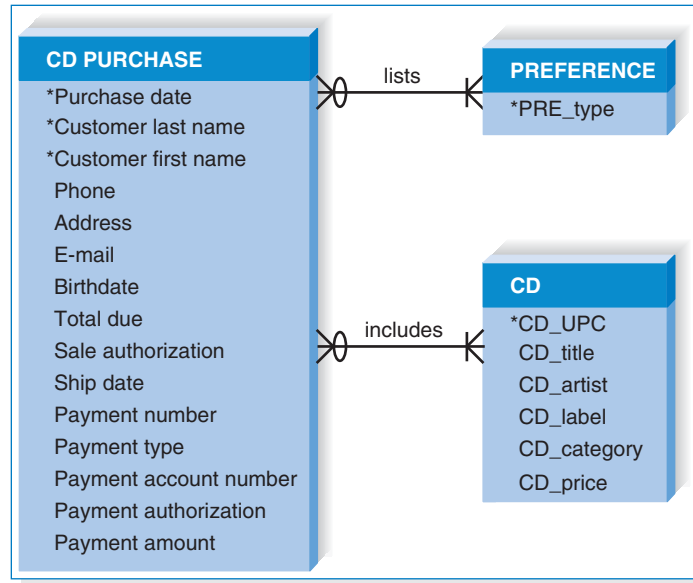 CD PURCHASE
*Purchase date
*Customer last name
*Customer first name
Phone
Address
E-mail
Birthdate
Total due
Sale authorization
Ship date
Payment number
Payment type
Payment account number
Payment authorization
Payment amount
lists
PREFERENCE
*PRE_type
includes
CD
*CD_UPC
CD_title
CD_artist
CD_label
CD_category
CD_price